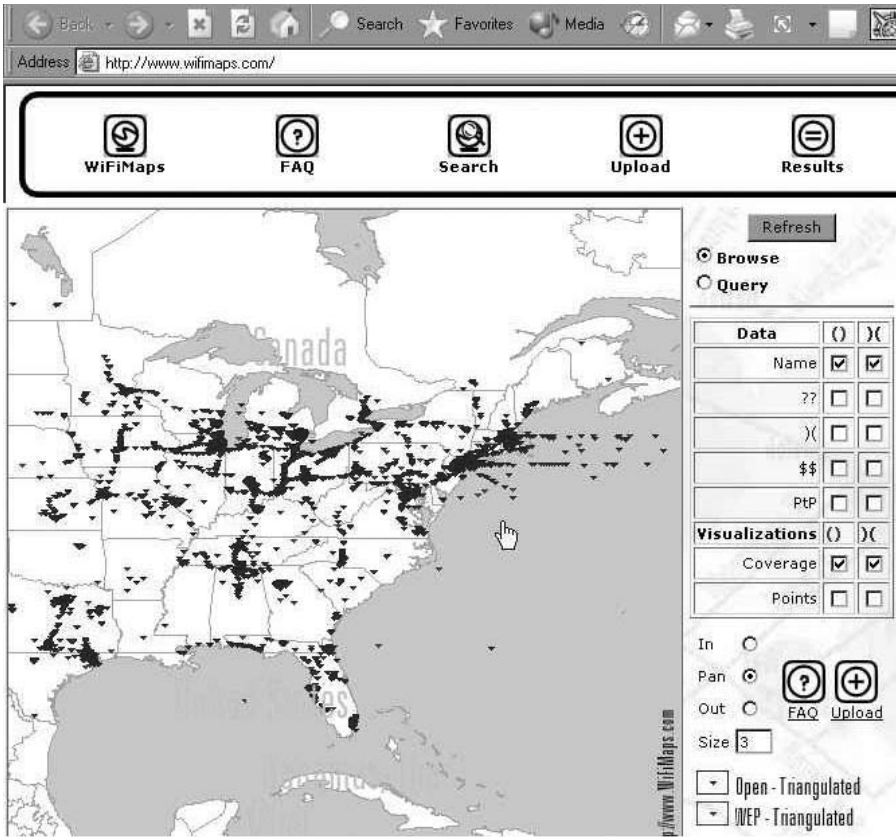 Back Search Favorites Media
Address http://www.wifimaps.com/
WiFiMaps FAQ Search Upload Results
Refresh
Browse
Query
Data () )(
Name
??
)(
$$
PtP
Visualizations () )(
Coverage
Points
In
Pan
Out
FAQ Upload
Size 3
Open - Triangulated
WEP - Triangulated
Canada
United States
p://www.WiFiMaps.com